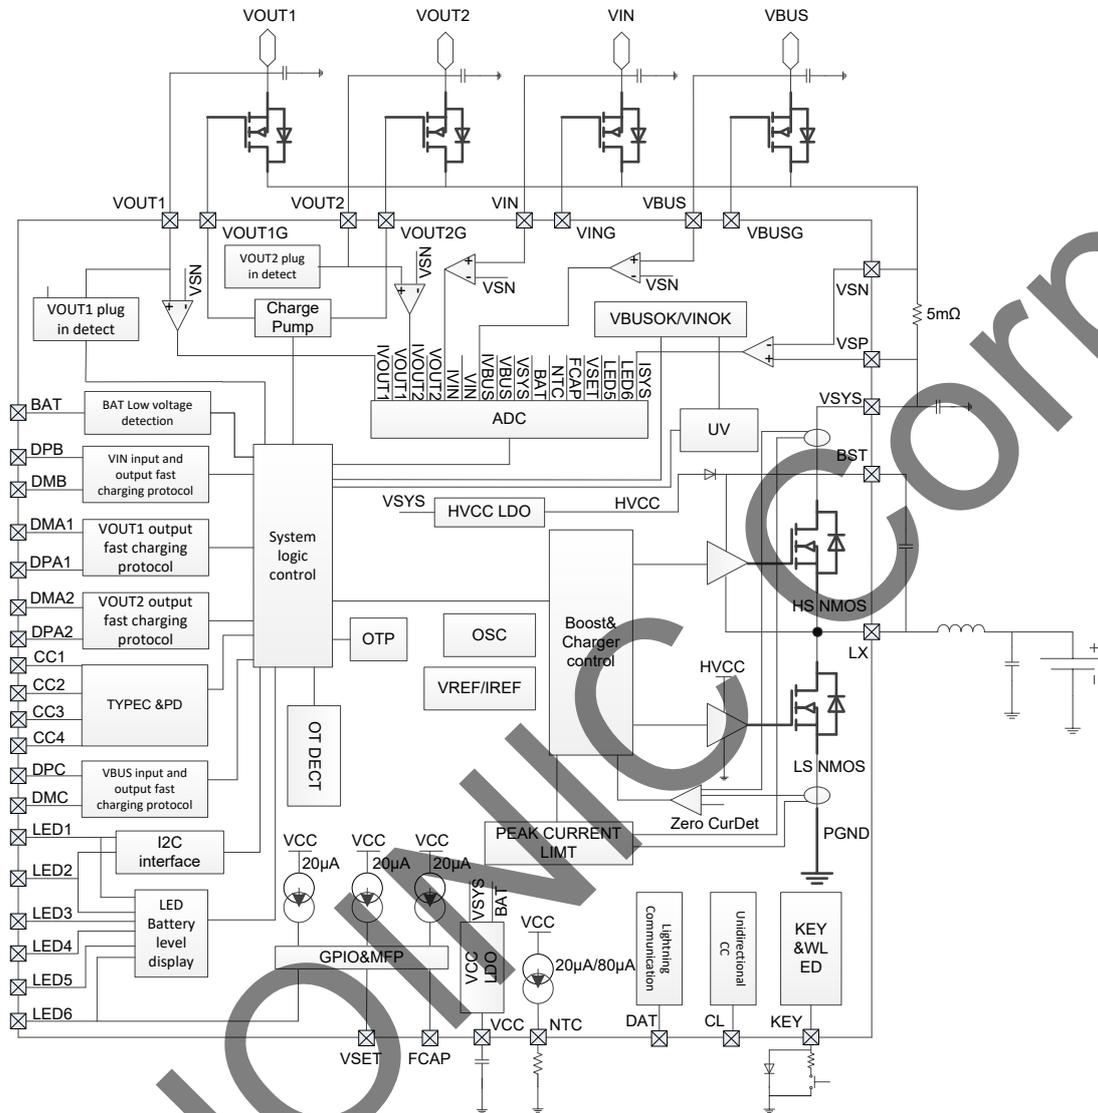 VOUT1
VOUT2
VIN
VBUS
VOUT1
VOUT1G
VOUT2
VOUT2G
VIN
VING
VBUS
VBUSG
VOUT2 plug
in detect
VSN
VSN
VSN
VSN
VSN
5mΩ
VSP
VSYS
BST
VOUT1 plug
in detect
Charge
Pump
VBUSOK/VINOK
IVOUT1
VOUT1
IVOUT2
VOUT2
IVIN
VIN
IVBUS
VBUS
VSYS
BAT
NTC
FCAP
VSET
LED5
LED6
ISYS
ADC
UV
BAT
BAT Low voltage
detection
DPB
DMB
VIN input and
output fast
charging protocol
DMA1
DPA1
VOUT1 output
fast charging
protocol
DMA2
DPA2
VOUT2 output
fast charging
protocol
CC1
CC2
CC3
CC4
TYPEC &PD
DPC
DMC
VBUS input and
output fast
charging protocol
LED1
LED2
LED3
LED4
LED5
LED6
I2C
interface
LED
Battery
level
display
System
logic
control
VSYS
HVCC LDO
HVCC
OTP
OSC
VREF/IREF
Boost&
Charger
control
OT DECT
HS NMOS
LX
HVCC
LS NMOS
Zero CurDet
PGND
PEAK CURRENT
LIMT
VCC
20μA
VCC
20μA
VCC
20μA
GPIO&MFP
VSYS
BAT
VCC
LDO
VCC
20μA/80μA
Lightning
Communication
Unidirectional
CC
KEY
&WL
ED
VSET
FCAP
VCC
NTC
DAT
CL
KEY
+
-
+
-
+
-
+
-
-
+
+
-
ONIC Corp